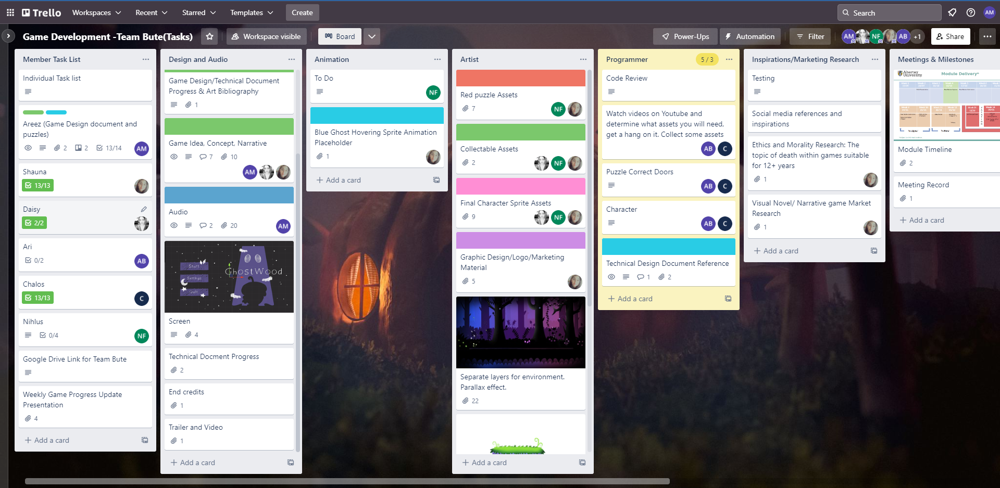 Trello
Workspaces
Recent
Starred
Templates
Create
Search
AM
Game Development -Team Bute(Tasks)
Workspace visible
Board
Power-Ups
Automation
Filter
AM
NF
AB
+1
Share
Member Task List
Individual Task list
Areez (Game Design document and
puzzles)
2
2
13/14
AM
Shauna
13/13
Daisy
2/2
Ari
0/2
AB
Chalos
13/13
C
Nihlus
0/4
NF
Google Drive Link for Team Bute
Weekly Game Progress Update
Presentation
4
Add a card
Design and Audio
Game Design/Technical Document
Progress & Art Bibliography
1
Game Idea, Concept, Narrative
7
10
AM
Audio
2
20
AM
Start
Settings
Quit
GhostWood
Screen
4
Technical Docment Progress
2
End credits
1
Trailer and Video
1
Add a card
Animation
To Do
NF
Blue Ghost Hovering Sprite Animation
Placeholder
1
Add a card
Artist
Red puzzle Assets
7
NF
Collectable Assets
2
NF
Final Character Sprite Assets
9
NF
Graphic Design/Logo/Marketing
Material
5
Separate layers for environment.
Parallax effect.
22
Add a card
Programmer
5 / 3
Code Review
Watch videos on Youtube and
determine what assets you will need,
get a hang on it. Collect some assets
AB
C
Puzzle Correct Doors
AB
C
Character
AB
C
Technical Design Document Reference
1
2
Add a card
Inspirations/Marketing Research
Testing
Social media references and
inspirations
Ethics and Morality Research: The
topic of death within games suitable
for 12+ years
1
Visual Novel/ Narrative game Market
Research
1
Add a card
Meetings & Milestones
Abertay
University
Module Delivery*
Module Timeline
2
Meeting Record
1
Add a card